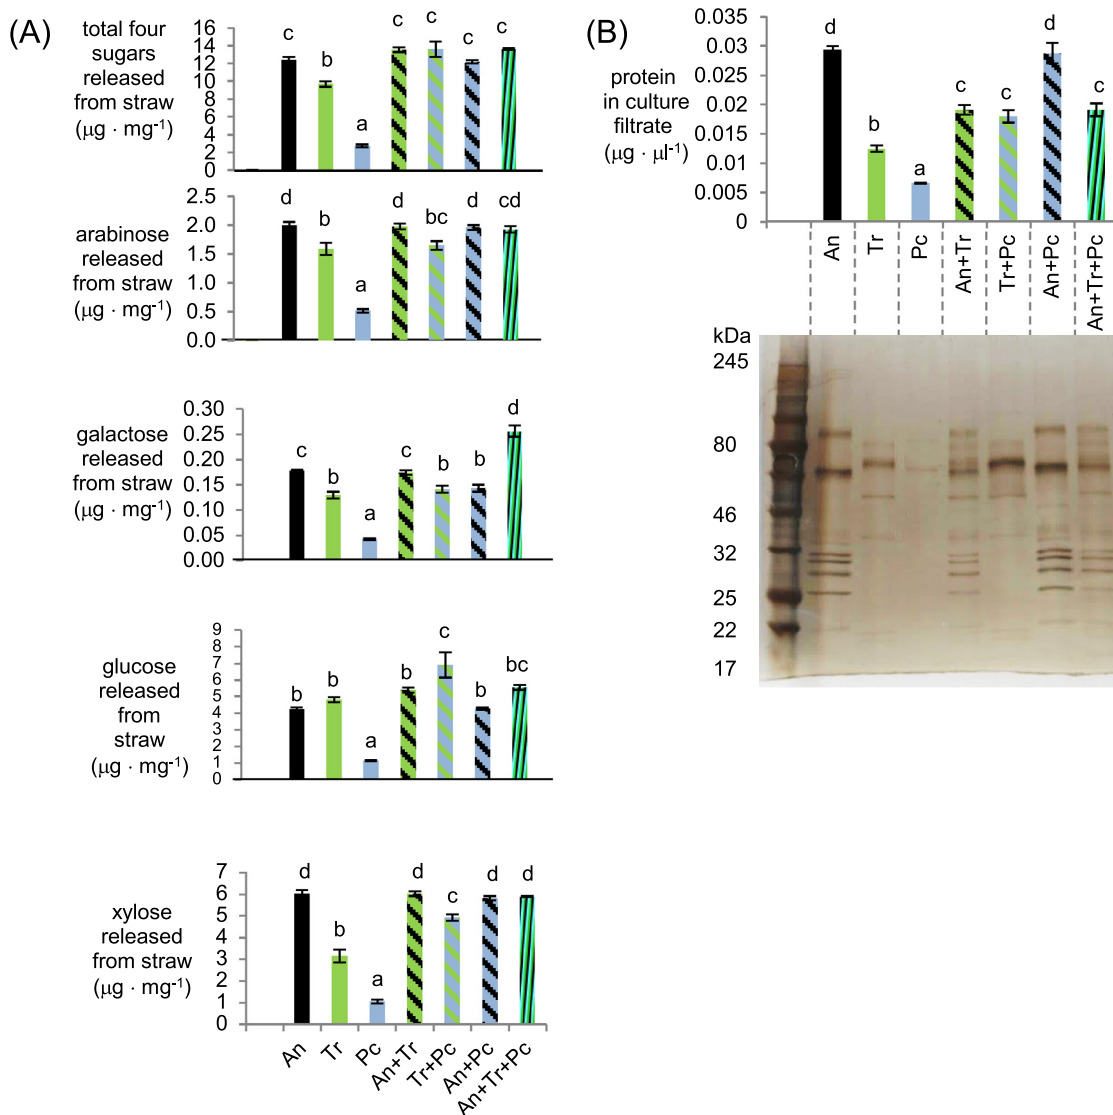 (A)
total four
sugars
released
from straw
(μg · mg-1)
16
14
12
10
8
6
4
2
0
c
b
a
c
c
c
c
arabinose
released
from straw
(μg · mg-1)
2.5
2.0
1.5
1.0
0.5
0.0
d
b
a
d
bc
d
cd
galactose
released
from straw
(μg · mg-1)
0.30
0.25
0.20
0.15
0.10
0.05
0.00
c
b
a
c
b
b
d
glucose
released
from
straw
(μg · mg-1)
9
8
7
6
5
4
3
2
1
0
b
b
a
b
c
b
bc
xylose
released
from straw
(μg · mg-1)
7
6
5
4
3
2
1
0
d
b
a
d
c
d
d
An
Tr
Pc
An+Tr
Tr+Pc
An+Pc
An+Tr+Pc
(B)
protein
in culture
filtrate
(μg · μl-1)
0.035
0.03
0.025
0.02
0.015
0.01
0.005
0
d
b
a
c
c
d
c
An
Tr
Pc
An+Tr
Tr+Pc
An+Pc
An+Tr+Pc
kDa
245
80
46
32
25
22
17